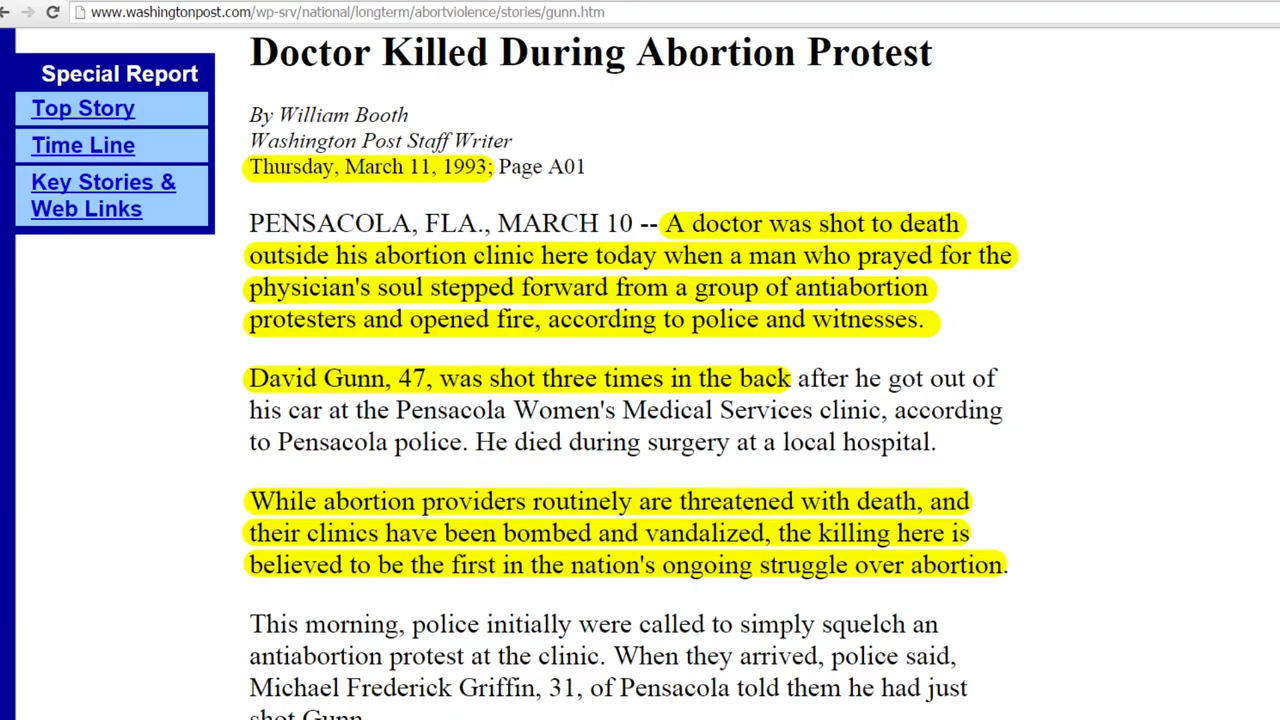 www.washingtonpost.com/wp-srv/national/longterm/abortviolence/stories/gunn.htm
Special Report
Top Story
Time Line
Key Stories &
Web Links
Doctor Killed During Abortion Protest
By William Booth
Washington Post Staff Writer
Thursday, March 11, 1993; Page A01
PENSACOLA, FLA., MARCH 10 -- A doctor was shot to death
outside his abortion clinic here today when a man who prayed for the
physician's soul stepped forward from a group of antiabortion
protesters and opened fire, according to police and witnesses.
David Gunn, 47, was shot three times in the back after he got out of
his car at the Pensacola Women's Medical Services clinic, according
to Pensacola police. He died during surgery at a local hospital.
While abortion providers routinely are threatened with death, and
their clinics have been bombed and vandalized, the killing here is
believed to be the first in the nation's ongoing struggle over abortion.
This morning, police initially were called to simply squelch an
antiabortion protest at the clinic. When they arrived, police said,
Michael Frederick Griffin, 31, of Pensacola told them he had just
shot Gunn